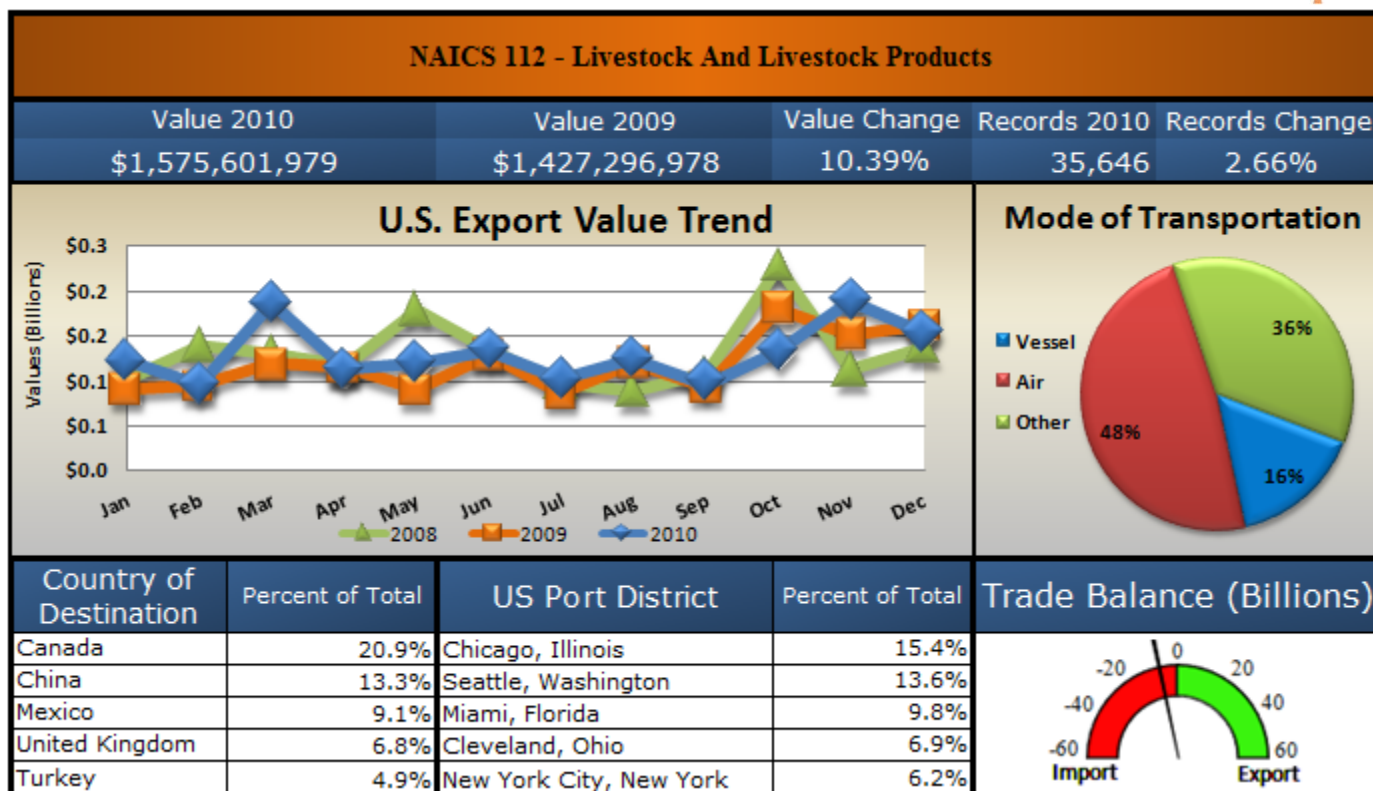 NAICS 112 - Livestock And Livestock Products
Value 2010 Value 2009 Value Change Records 2010 Records Change
$1,575,601,979 $1,427,296,978 10.39% 35,646 2.66%
U.S. Export Value Trend
Values (Billions)
$0.3
$0.2
$0.2
$0.1
$0.1
$0.0
Jan Feb Mar Apr May Jun Jul Aug Sep Oct Nov Dec
2008 2009 2010
Mode of Transportation
Vessel
Air
Other
36%
48%
16%
Country of
Destination
Percent of Total US Port District Percent of Total
Canada 20.9% Chicago, Illinois 15.4%
China 13.3% Seattle, Washington 13.6%
Mexico 9.1% Miami, Florida 9.8%
United Kingdom 6.8% Cleveland, Ohio 6.9%
Turkey 4.9% New York City, New York 6.2%
Trade Balance (Billions)
0
-20 20
-40 40
-60 60
Import Export